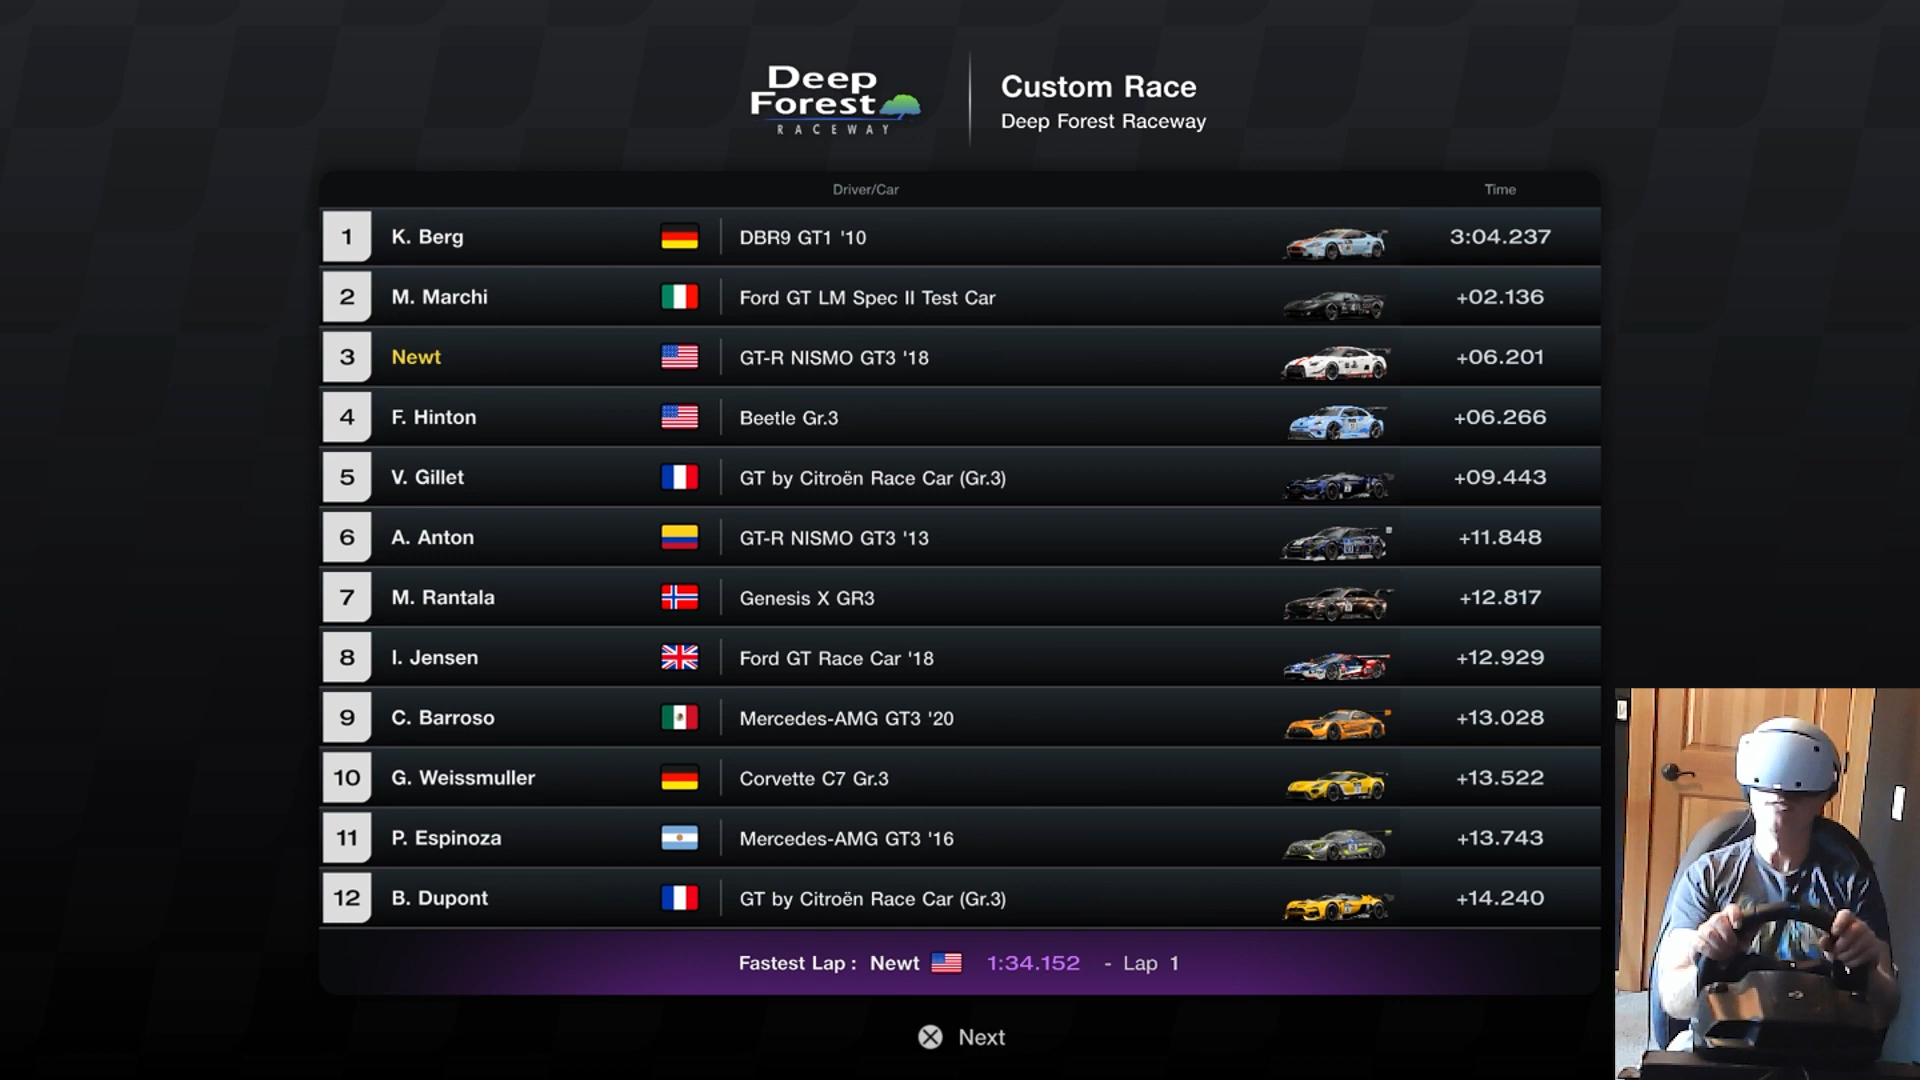 Deep
Forest
RACEWAY
Custom Race
Deep Forest Raceway
Driver/Car Time
1 K. Berg DBR9 GT1 '10 3:04.237
2 M. Marchi Ford GT LM Spec II Test Car +02.136
3 Newt GT-R NISMO GT3 '18 +06.201
4 F. Hinton Beetle Gr.3 +06.266
5 V. Gillet GT by Citroën Race Car (Gr.3) +09.443
6 A. Anton GT-R NISMO GT3 '13 +11.848
7 M. Rantala Genesis X GR3 +12.817
8 I. Jensen Ford GT Race Car '18 +12.929
9 C. Barroso Mercedes-AMG GT3 '20 +13.028
10 G. Weissmuller Corvette C7 Gr.3 +13.522
11 P. Espinoza Mercedes-AMG GT3 '16 +13.743
12 B. Dupont GT by Citroën Race Car (Gr.3) +14.240
Fastest Lap : Newt 1:34.152 - Lap 1
Next